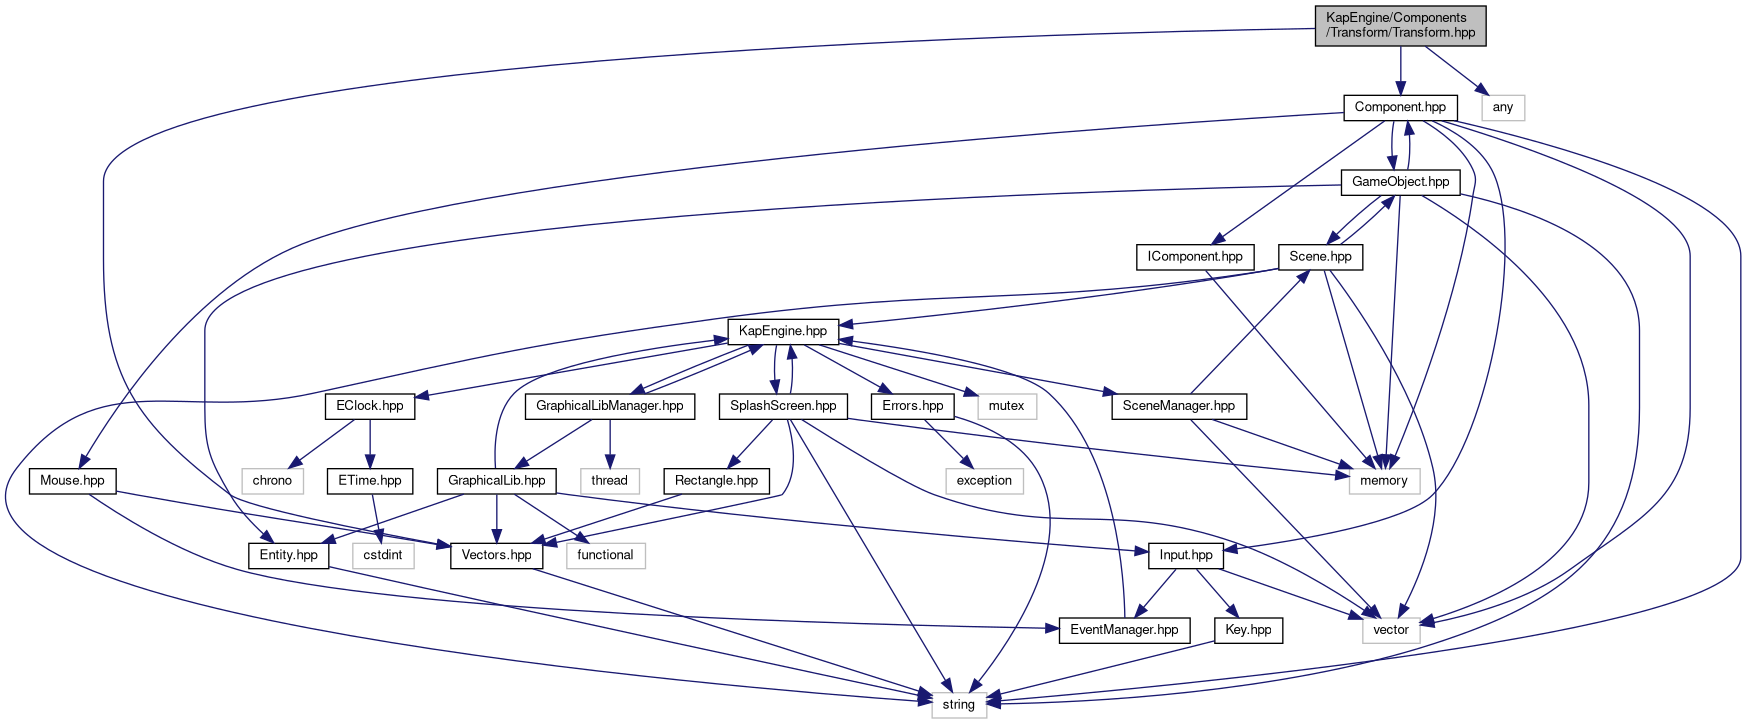 KapEngine/Components
/Transform/Transform.hpp
Component.hpp
any
GameObject.hpp
IComponent.hpp
Scene.hpp
KapEngine.hpp
EClock.hpp
GraphicalLibManager.hpp
SplashScreen.hpp
Errors.hpp
mutex
SceneManager.hpp
Mouse.hpp
chrono
ETime.hpp
GraphicalLib.hpp
thread
Rectangle.hpp
exception
memory
Entity.hpp
cstdint
Vectors.hpp
functional
Input.hpp
EventManager.hpp
Key.hpp
vector
string